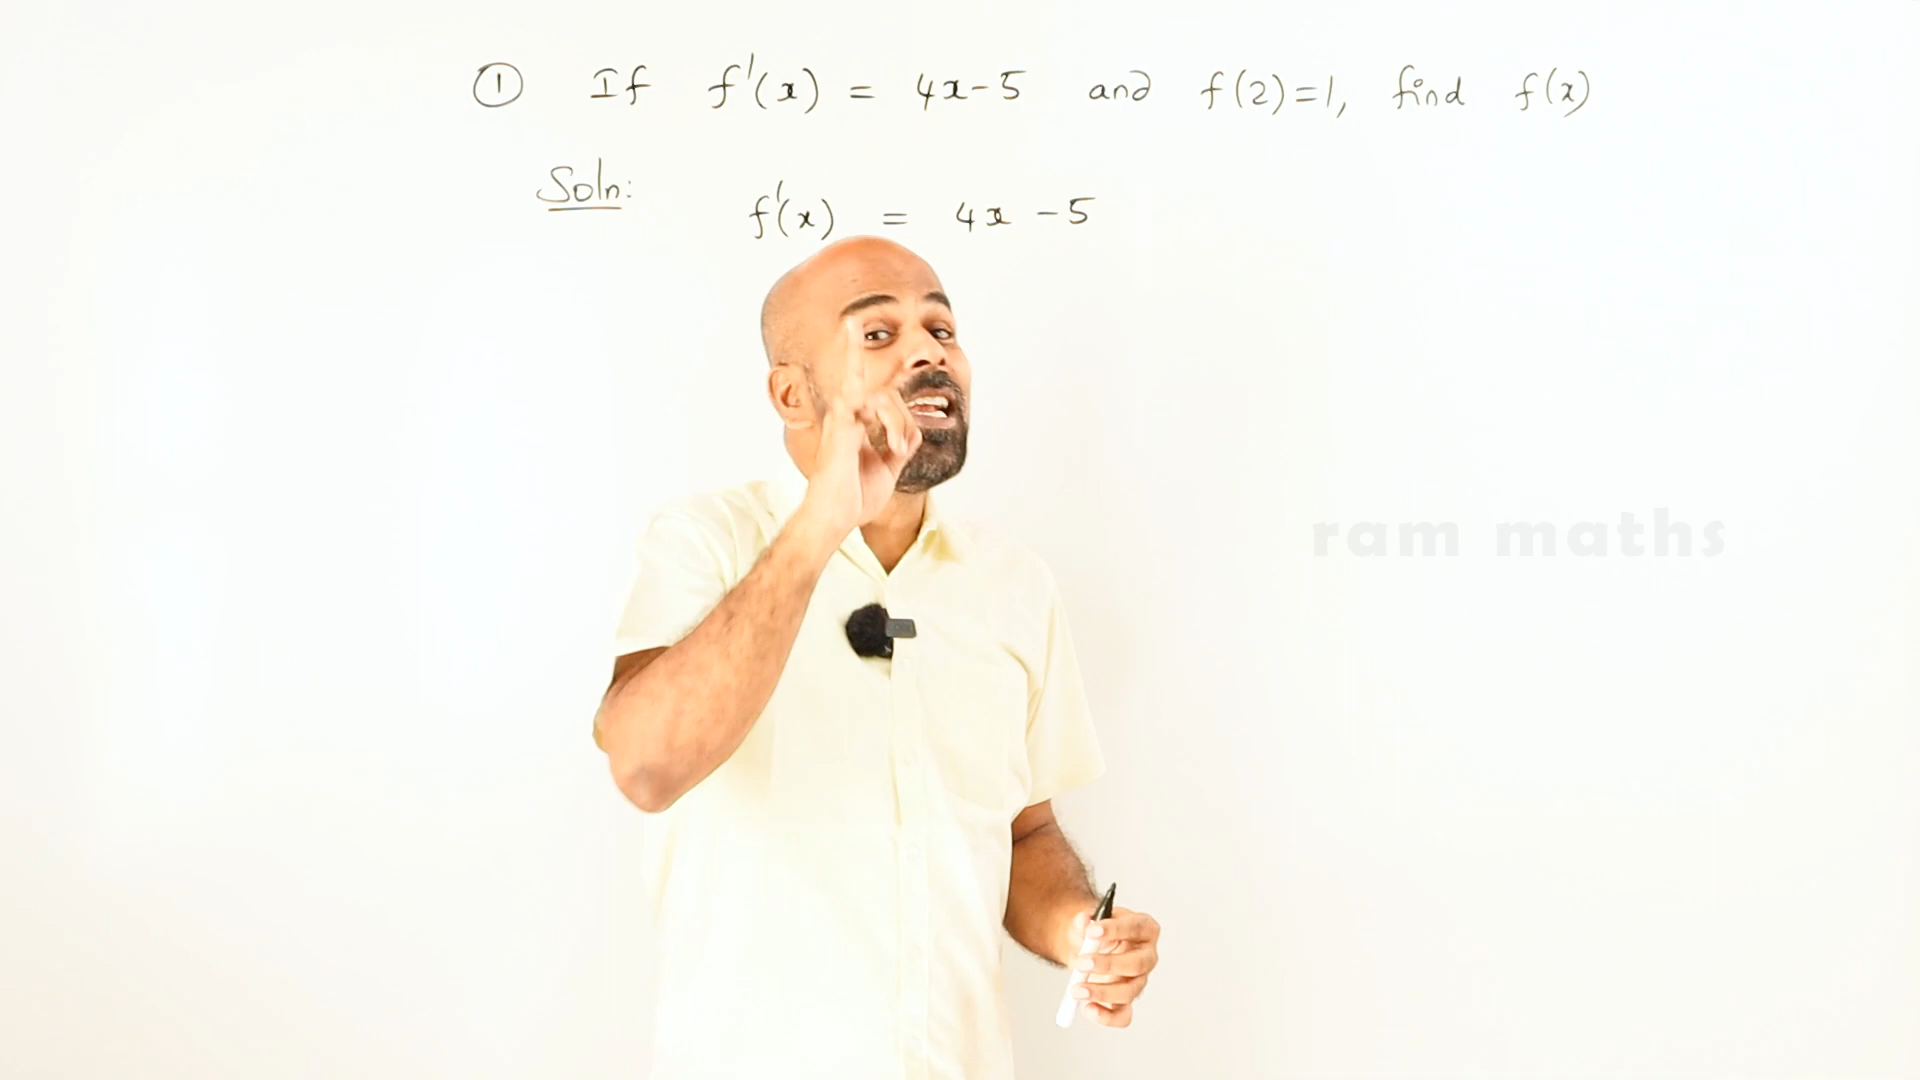 ① If f'(x) = 4x-5 and f(2)=1, find f(x)
Soln: f'(x) = 4x -5
ram maths